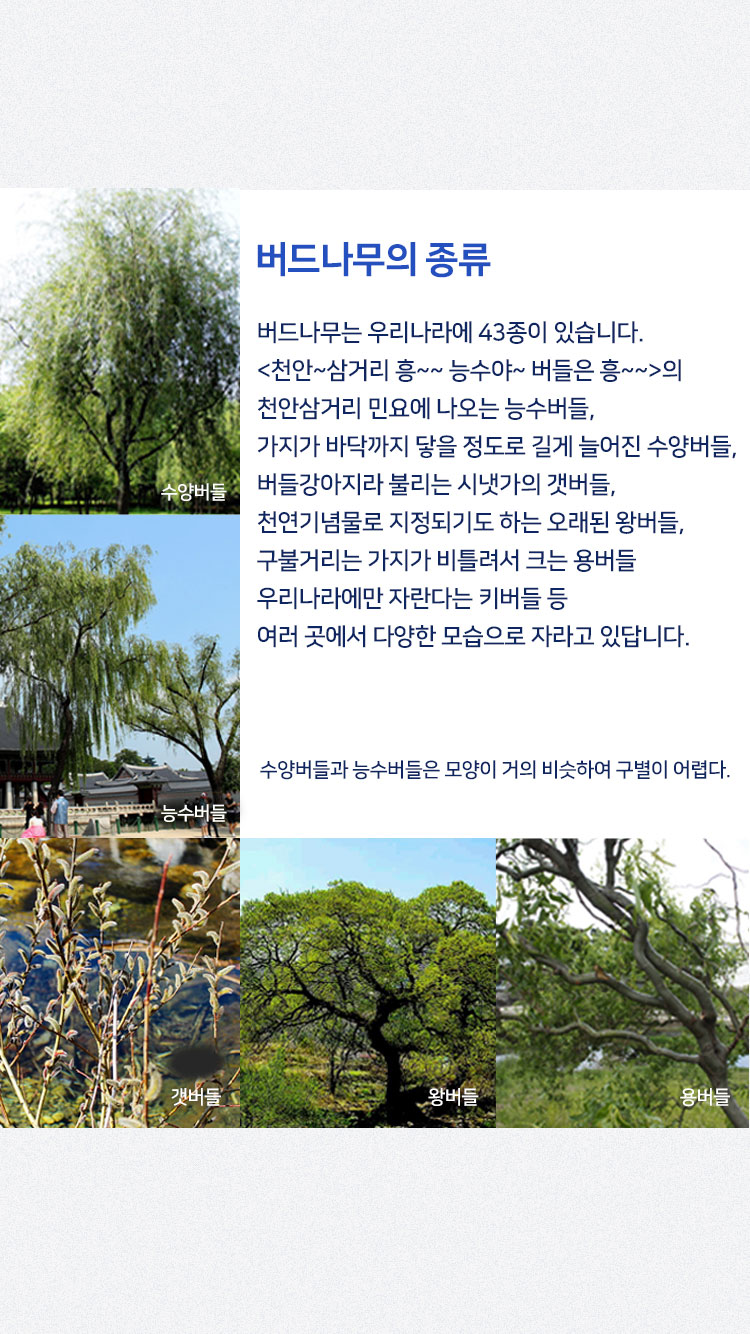 버드나무의 종류
버드나무는 우리나라에 43종이 있습니다.
<천안~삼거리 흥~~ 능수야~ 버들은 흥~~>의
천안삼거리 민요에 나오는 능수버들,
가지가 바닥까지 닿을 정도로 길게 늘어진 수양버들,
버들강아지라 불리는 시냇가의 갯버들,
천연기념물로 지정되기도 하는 오래된 왕버들,
구불거리는 가지가 비틀려서 크는 용버들
우리나라에만 자란다는 키버들 등
여러 곳에서 다양한 모습으로 자라고 있답니다.
수양버들과 능수버들은 모양이 거의 비슷하여 구별이 어렵다.
수양버들
능수버들
갯버들
왕버들
용버들